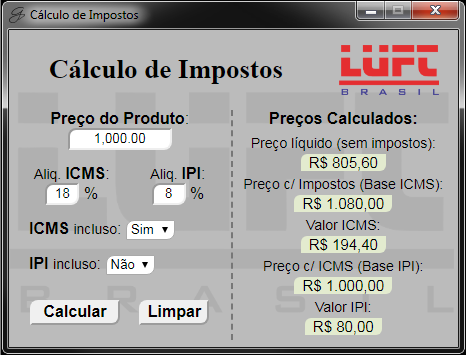 Cálculo de Impostos
Cálculo de Impostos
LUFT
BRASIL
Preço do Produto:
1,000.00
Aliq. ICMS: Aliq. IPI:
18 % 8 %
ICMS incluso: Sim
IPI incluso: Não
Calcular Limpar
Preços Calculados:
Preço líquido (sem impostos):
R$ 805,60
Preço c/ Impostos (Base ICMS):
R$ 1.080,00
Valor ICMS:
R$ 194,40
Preço c/ ICMS (Base IPI):
R$ 1.000,00
Valor IPI:
R$ 80,00
LUFT
BRASIL